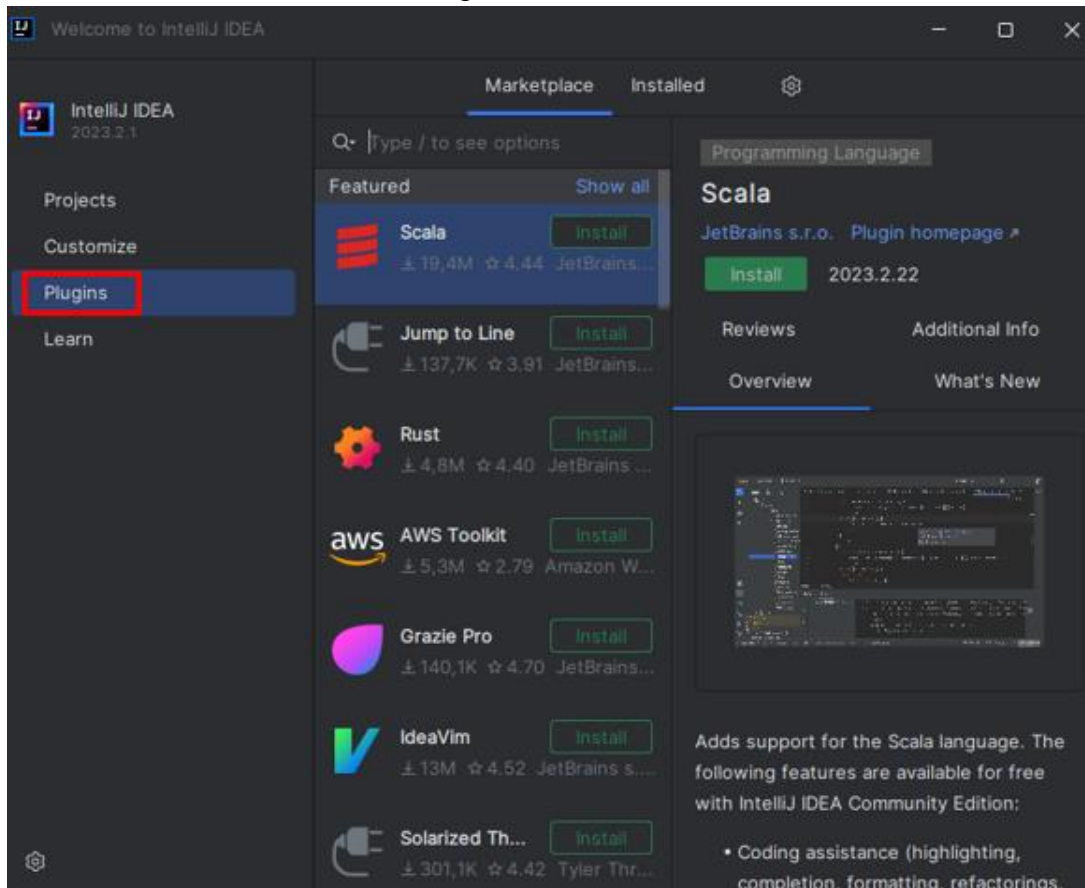 Welcome to IntelliJ IDEA
IntelliJ IDEA
2023.2.1
Projects
Customize
Plugins
Learn
Marketplace Installed
Type / to see options
Featured Show all
Scala Install
19,4M 4.44 JetBrains...
Jump to Line Install
137,7K 3.91 JetBrains...
Rust Install
4,8M 4.40 JetBrains ...
aws AWS Toolkit Install
5,3M 2.79 Amazon W...
Grazie Pro Install
140,1K 4.70 JetBrains...
IdeaVim Install
13M 4.52 JetBrains s....
Solarized Th... Install
301,1K 4.42 Tyler Thr...
Programming Language
Scala
JetBrains s.r.o. Plugin homepage ↗
Install 2023.2.22
Reviews Additional Info
Overview What's New
Adds support for the Scala language. The
following features are available for free
with IntelliJ IDEA Community Edition:
• Coding assistance (highlighting,
completion, formatting, refactorings,